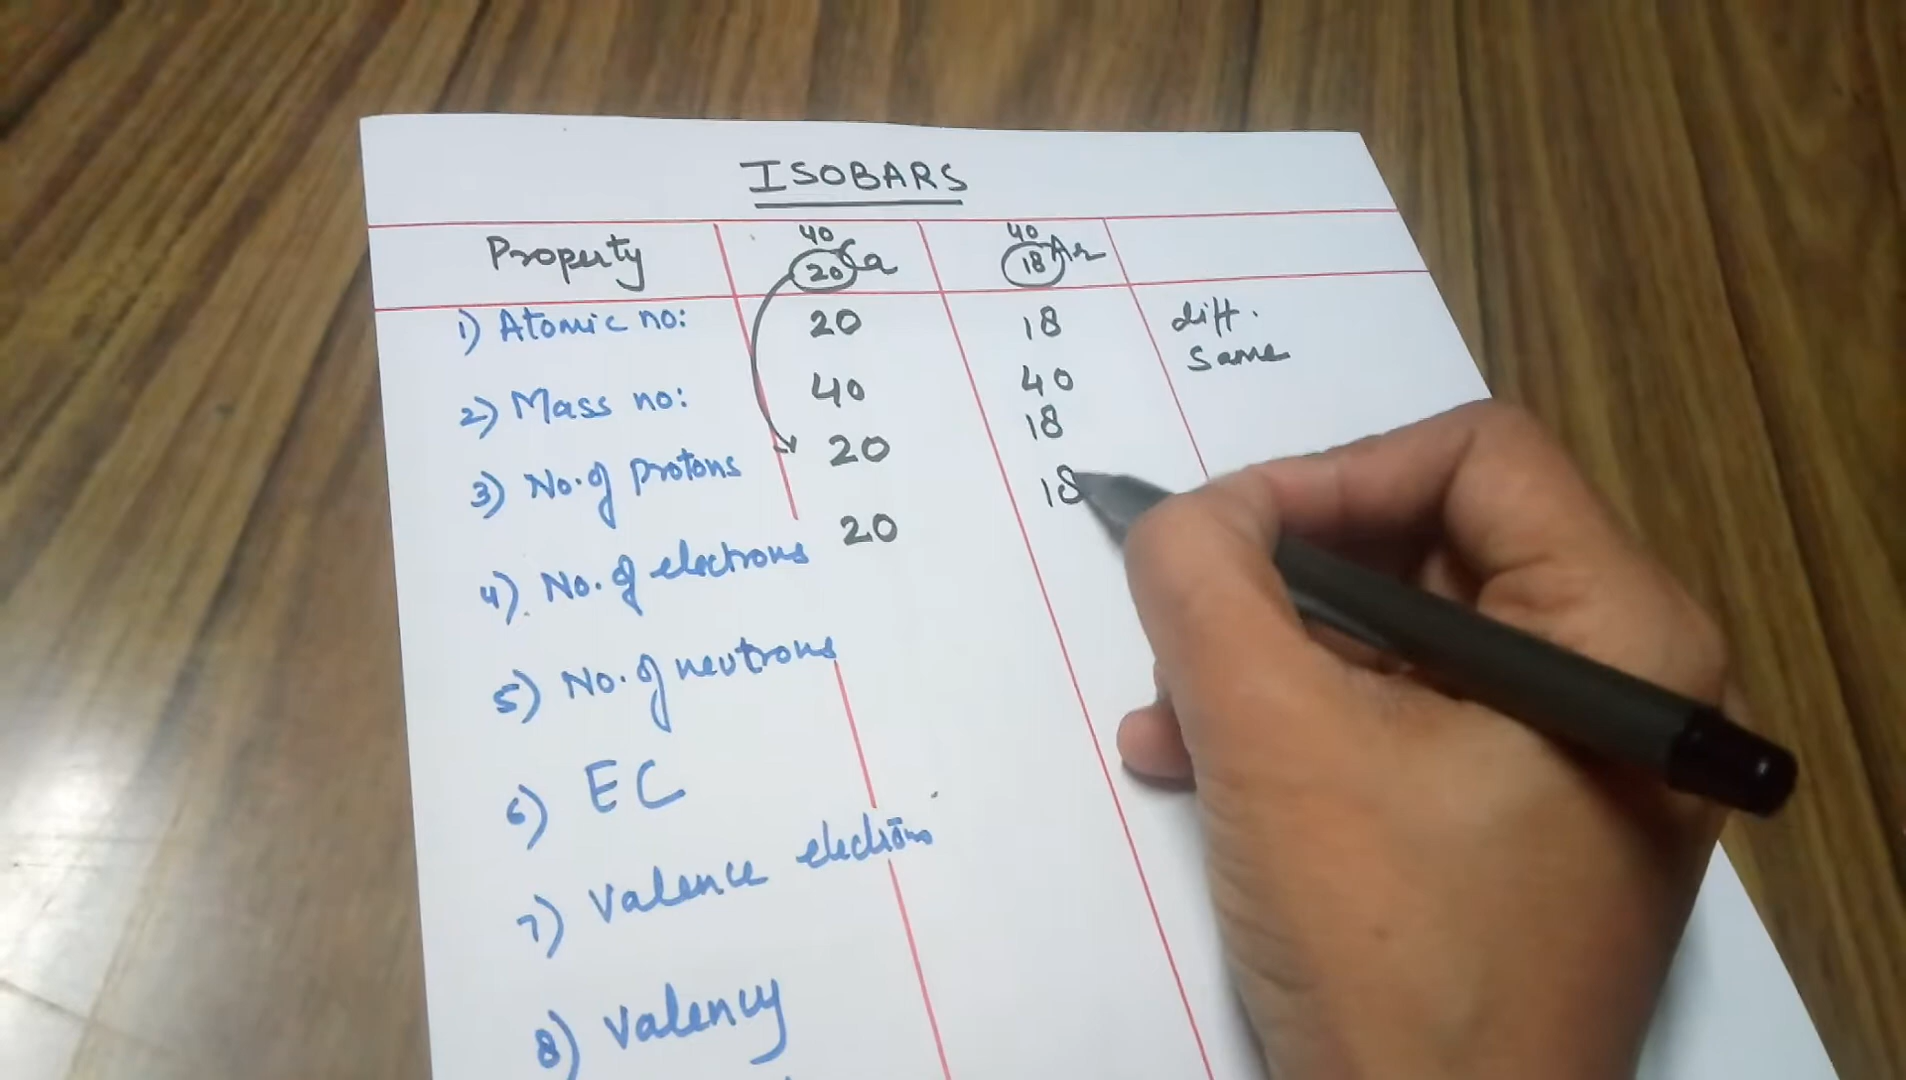 ISOBARS
Property 40 20 Ca 40 18 Ar
1) Atomic no: 20 18 diff.
same
2) Mass no: 40 40
3) No. of protons 20 18
4) No. of electrons 20 18
5) No. of neutrons
6) EC
7) Valence electrons
8) Valency